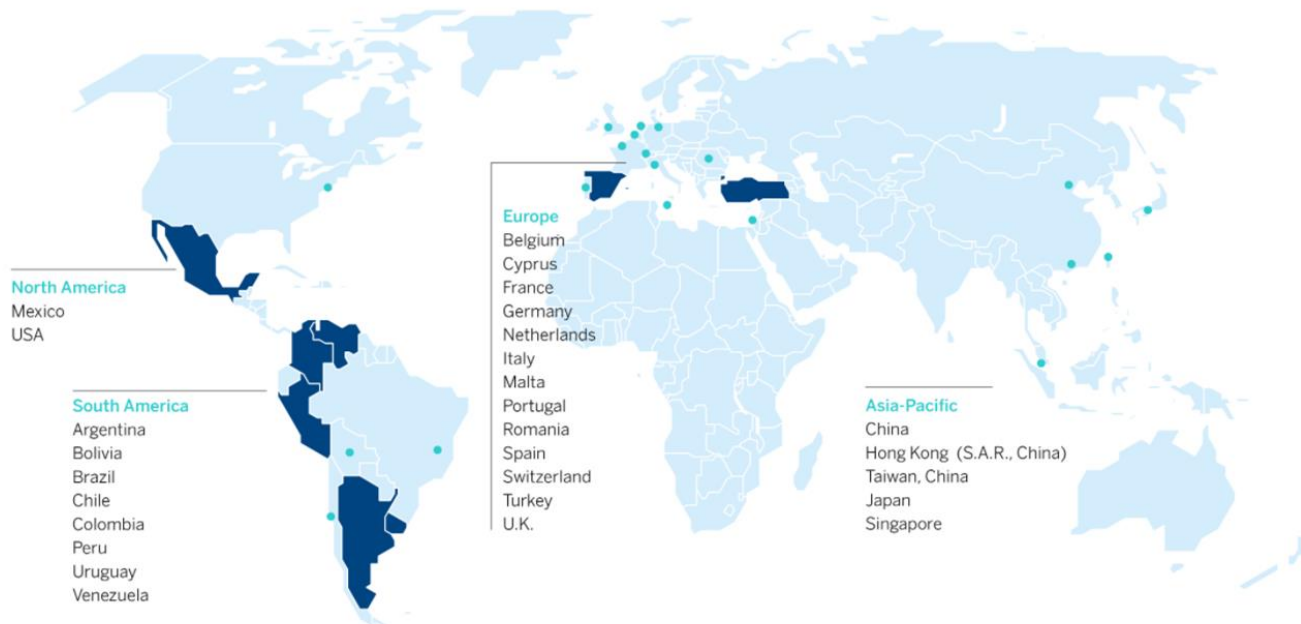 North America
Mexico
USA
South America
Argentina
Bolivia
Brazil
Chile
Colombia
Peru
Uruguay
Venezuela
Europe
Belgium
Cyprus
France
Germany
Netherlands
Italy
Malta
Portugal
Romania
Spain
Switzerland
Turkey
U.K.
Asia-Pacific
China
Hong Kong (S.A.R., China)
Taiwan, China
Japan
Singapore